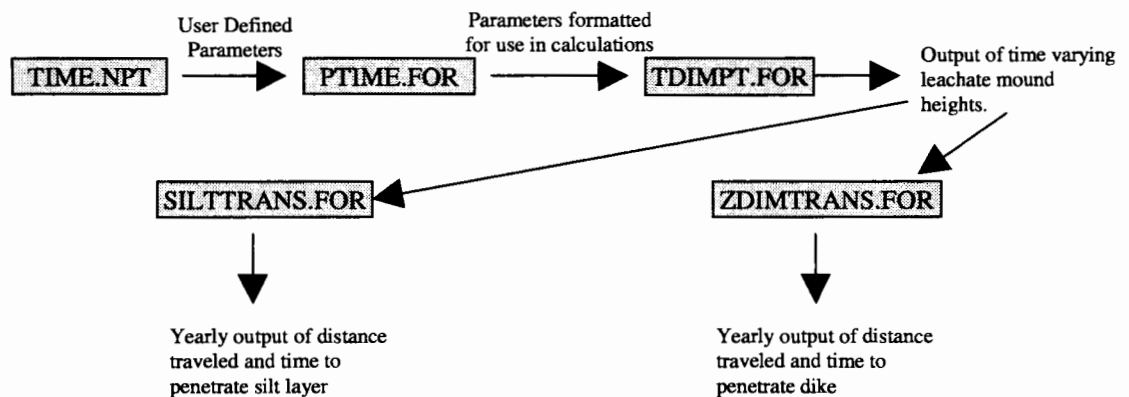 User Defined
Parameters
Parameters formatted
for use in calculations
TIME.NPT
PTIME.FOR
TDIMPT.FOR
Output of time varying
leachate mound
heights.
SILTTRANS.FOR
ZDIMTRANS.FOR
Yearly output of distance
traveled and time to
penetrate silt layer
Yearly output of distance
traveled and time to
penetrate dike